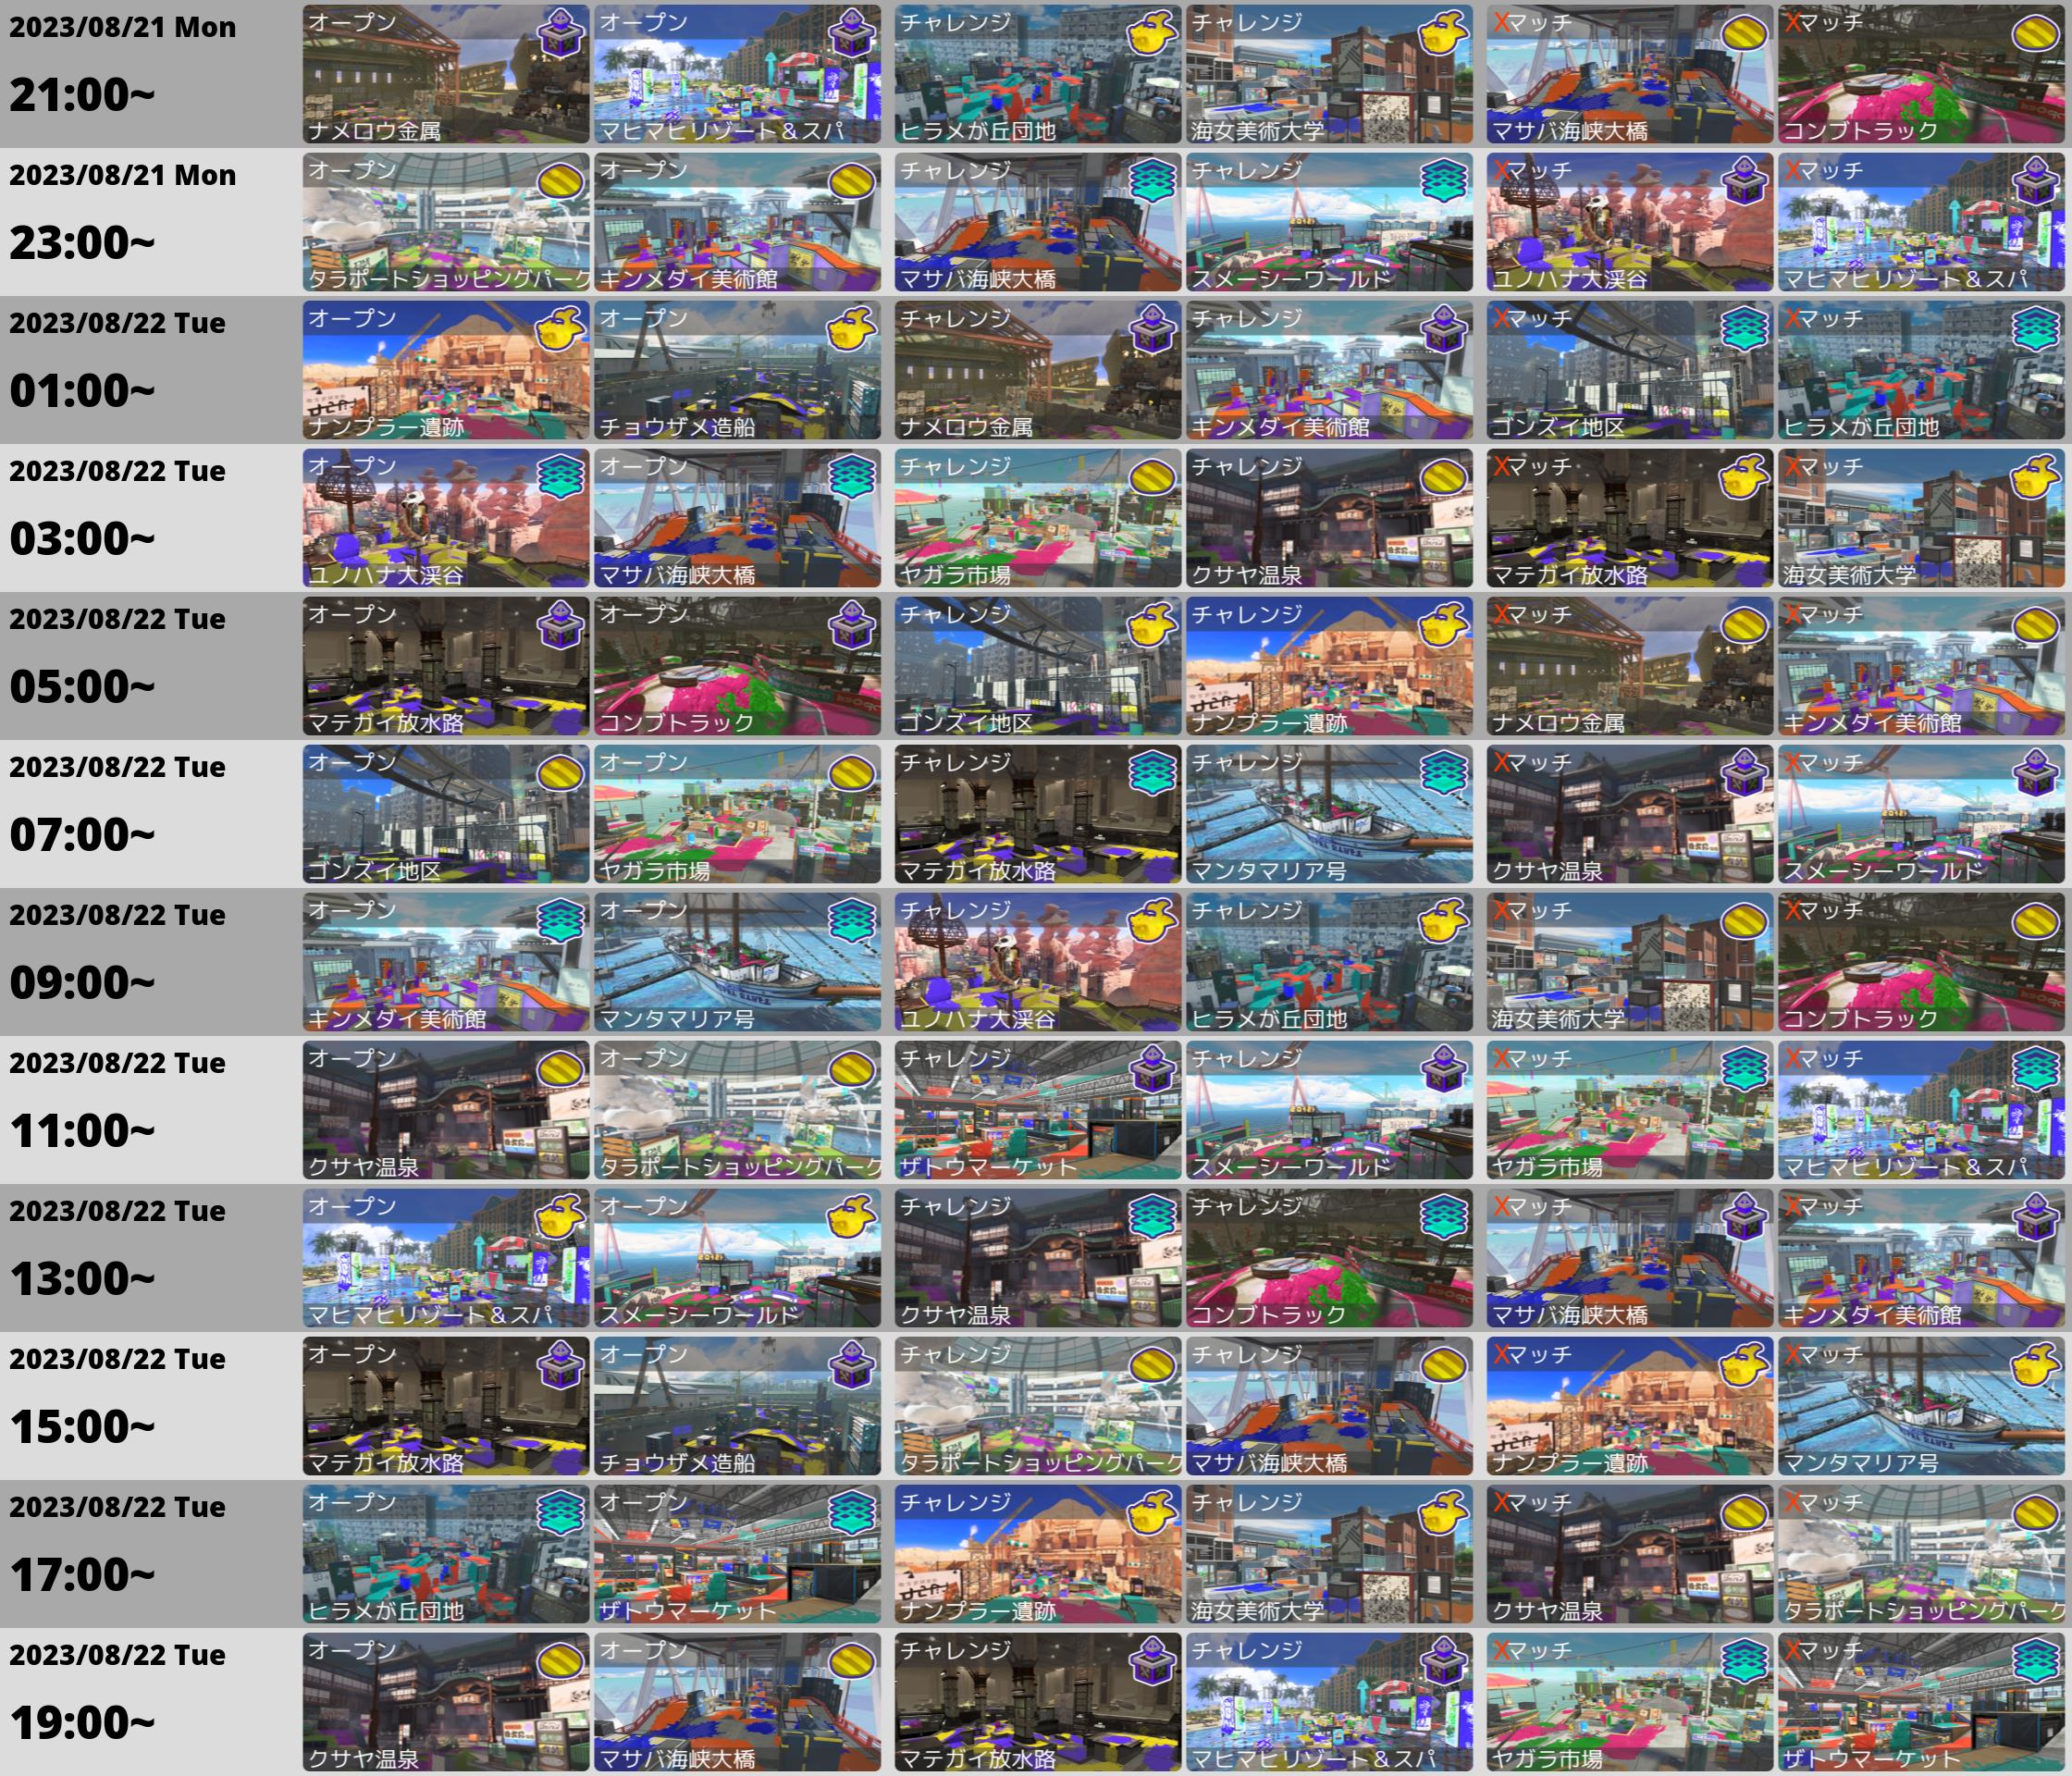 2023/08/21 Mon
21:00~
オープン オープン チャレンジ チャレンジ Xマッチ Xマッチ
ナメロウ金属 マヒマヒリゾート&スパ ヒラメが丘団地 海女美術大学 マサバ海峡大橋 コンブトラック
2023/08/21 Mon
23:00~
オープン オープン チャレンジ チャレンジ Xマッチ Xマッチ
タラポートショッピングパーク キンメダイ美術館 マサバ海峡大橋 スメーシーワールド ユノハナ大渓谷 マヒマヒリゾート&スパ
2023/08/22 Tue
01:00~
オープン オープン チャレンジ チャレンジ Xマッチ Xマッチ
ナンプラー遺跡 チョウザメ造船 ナメロウ金属 キンメダイ美術館 ゴンズイ地区 ヒラメが丘団地
2023/08/22 Tue
03:00~
オープン オープン チャレンジ チャレンジ Xマッチ Xマッチ
ユノハナ大渓谷 マサバ海峡大橋 ヤガラ市場 クサヤ温泉 マテガイ放水路 海女美術大学
2023/08/22 Tue
05:00~
オープン オープン チャレンジ チャレンジ Xマッチ Xマッチ
マテガイ放水路 コンブトラック ゴンズイ地区 ナンプラー遺跡 ナメロウ金属 キンメダイ美術館
2023/08/22 Tue
07:00~
オープン オープン チャレンジ チャレンジ Xマッチ Xマッチ
ゴンズイ地区 ヤガラ市場 マテガイ放水路 マンタマリア号 クサヤ温泉 スメーシーワールド
2023/08/22 Tue
09:00~
オープン オープン チャレンジ チャレンジ Xマッチ Xマッチ
キンメダイ美術館 マンタマリア号 ユノハナ大渓谷 ヒラメが丘団地 海女美術大学 コンブトラック
2023/08/22 Tue
11:00~
オープン オープン チャレンジ チャレンジ Xマッチ Xマッチ
クサヤ温泉 タラポートショッピングパーク ザトウマーケット スメーシーワールド ヤガラ市場 マヒマヒリゾート&スパ
2023/08/22 Tue
13:00~
オープン オープン チャレンジ チャレンジ Xマッチ Xマッチ
マヒマヒリゾート&スパ スメーシーワールド クサヤ温泉 コンブトラック マサバ海峡大橋 キンメダイ美術館
2023/08/22 Tue
15:00~
オープン オープン チャレンジ チャレンジ Xマッチ Xマッチ
マテガイ放水路 チョウザメ造船 タラポートショッピングパーク マサバ海峡大橋 ナンプラー遺跡 マンタマリア号
2023/08/22 Tue
17:00~
オープン オープン チャレンジ チャレンジ Xマッチ Xマッチ
ヒラメが丘団地 ザトウマーケット ナンプラー遺跡 海女美術大学 クサヤ温泉 タラポートショッピングパーク
2023/08/22 Tue
19:00~
オープン オープン チャレンジ チャレンジ Xマッチ Xマッチ
クサヤ温泉 マサバ海峡大橋 マテガイ放水路 マヒマヒリゾート&スパ ヤガラ市場 ザトウマーケット